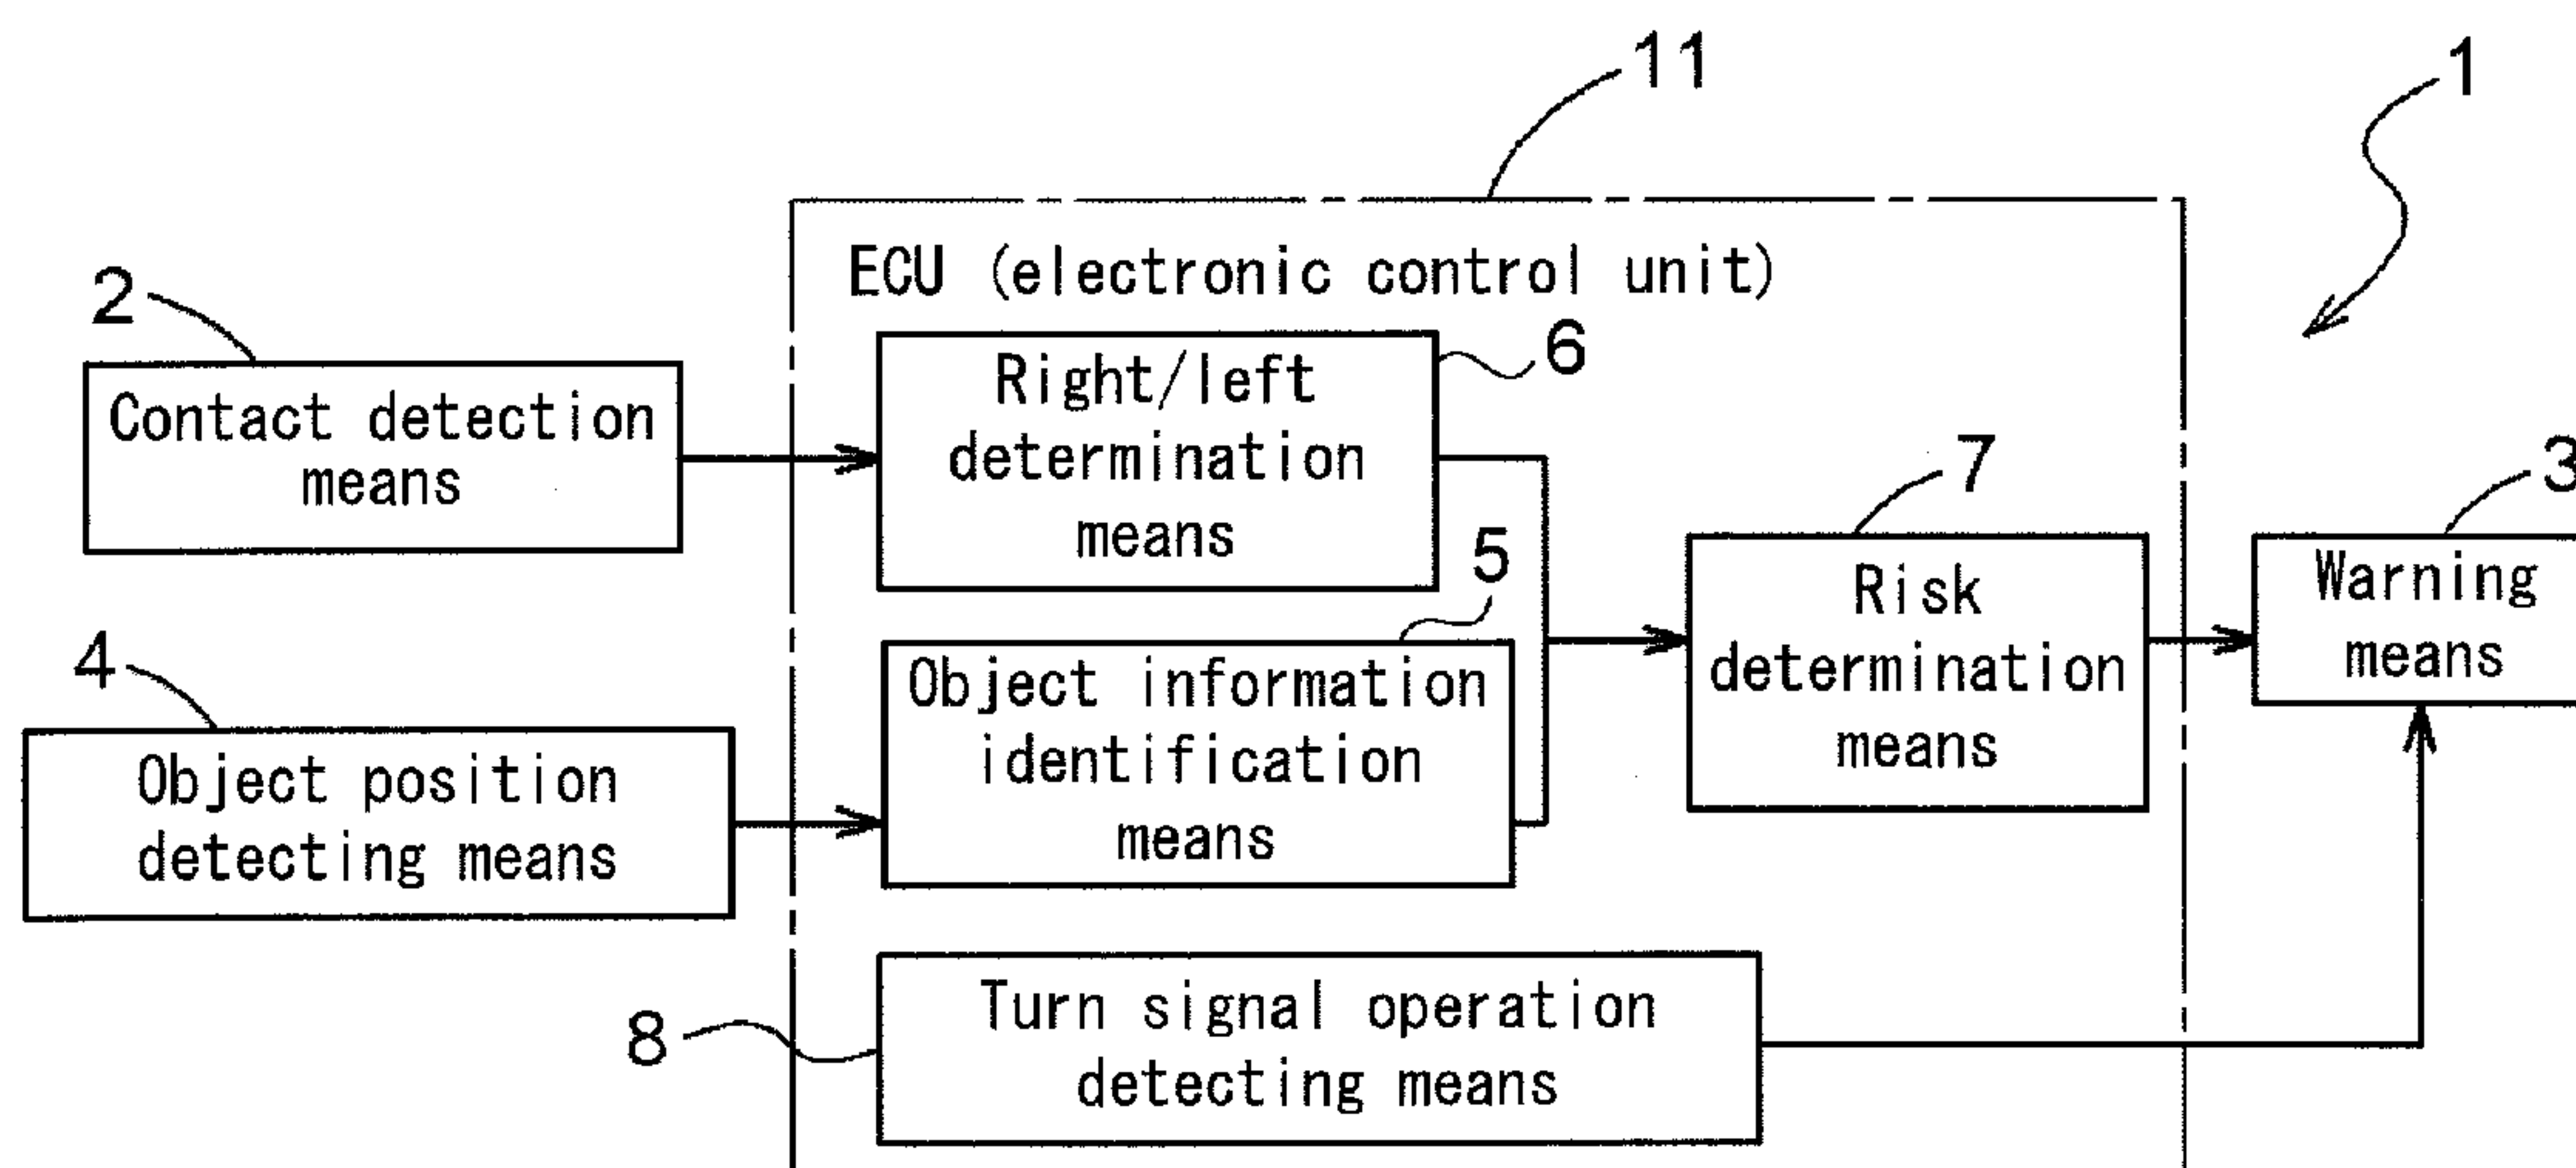 11
1
ECU (electronic control unit)
2
Contact detection
means
6
Right/left
determination
means
7
Risk
determination
means
3
Warning
means
4
Object position
detecting means
5
Object information
identification
means
8
Turn signal operation
detecting means